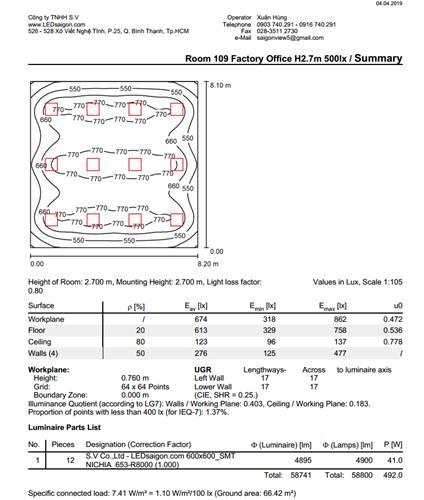 04.04.2019
Công ty TNHH S.V
www.LEDsaigon.com
526 - 528 Xô Viết Nghệ Tĩnh, P.25, Q. Bình Thạnh, Tp.HCM
Operator Xuân Hùng
Telephone 0903 740.291 - 0916 740.291
Fax 028-3511 2730
e-Mail saigonview5@gmail.com
Room 109 Factory Office H2.7m 500lx / Summary
550 550 550
770 770 770 770
770 770 770 550
660
770 770 770
660
770 770 770
660 550
660 770 770 770
770 770 770
550 550 550
8.10 m
0.00
0.00 8.20 m
Height of Room: 2.700 m, Mounting Height: 2.700 m, Light loss factor: 0.80
Values in Lux, Scale 1:105
Surface ρ [%] Eav [lx] Emin [lx] Emax [lx] u0
Workplane / 674 318 862 0.472
Floor 20 613 329 758 0.536
Ceiling 80 123 96 137 0.778
Walls (4) 50 276 125 477 /
Workplane:
Height: 0.760 m
Grid: 64 x 64 Points
Boundary Zone: 0.000 m
UGR Lengthways- Across to luminaire axis
Left Wall 17 17
Lower Wall 17 17
(CIE, SHR = 0.25.)
Illuminance Quotient (according to LG7): Walls / Working Plane: 0.403, Ceiling / Working Plane: 0.183.
Proportion of points with less than 400 lx (for IEQ-7): 1.37%.
Luminaire Parts List
No. Pieces Designation (Correction Factor) Φ (Luminaire) [lm] Φ (Lamps) [lm] P [W]
1 12 S.V Co.,Ltd - LEDsaigon.com 600x600_SMT NICHIA_653-R8000 (1.000) 4895 4900 41.0
Total: 58741 Total: 58800 492.0
Specific connected load: 7.41 W/m² = 1.10 W/m²/100 lx (Ground area: 66.42 m²)